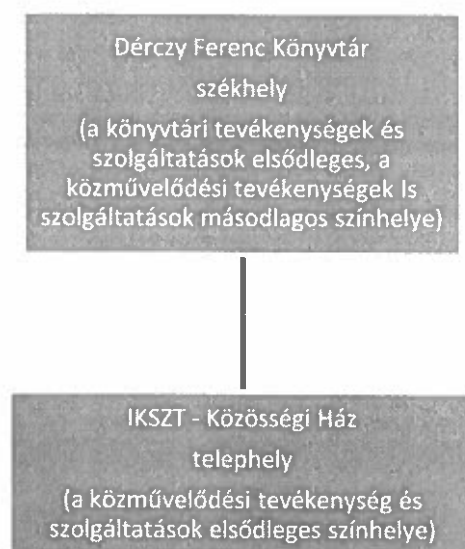 Dérczy Ferenc Könyvtár
székhely
(a könyvtári tevékenységek és
szolgáltatások elsődleges, a
közművelődési tevékenységek Is
szolgáltatások másodlagos színhelye)
IKSZT - Közösségi Ház
telephely
(a közművelődési tevékenység és
szolgáltatások elsődleges színhelye)